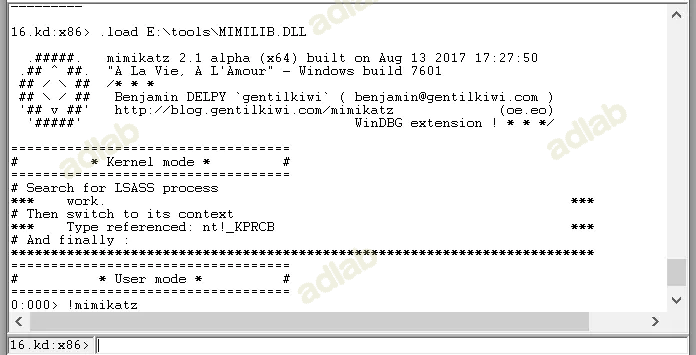 ---------
16.kd:x86> .load E:\tools\MIMILIB.DLL
  .#####.   mimikatz 2.1 alpha (x64) built on Aug 13 2017 17:27:50
 .## ^ ##.  "A La Vie, A L'Amour" - Windows build 7601
 ## / \ ##  /* * *
 ## \ / ##   Benjamin DELPY `gentilkiwi` ( benjamin@gentilkiwi.com )
 '## v ##'   http://blog.gentilkiwi.com/mimikatz             (oe.eo)
  '#####'                                  WinDBG extension ! * * */
===================================
#         * Kernel mode *         #
===================================
# Search for LSASS process
***    work.                                                          ***
# Then switch to its context
***    Type referenced: nt!_KPRCB                                     ***
# And finally :
*************************************************************************
===================================
#          * User mode *          #
===================================
0:000> !mimikatz
16.kd:x86>
adlab
adlab
adlab
adlab